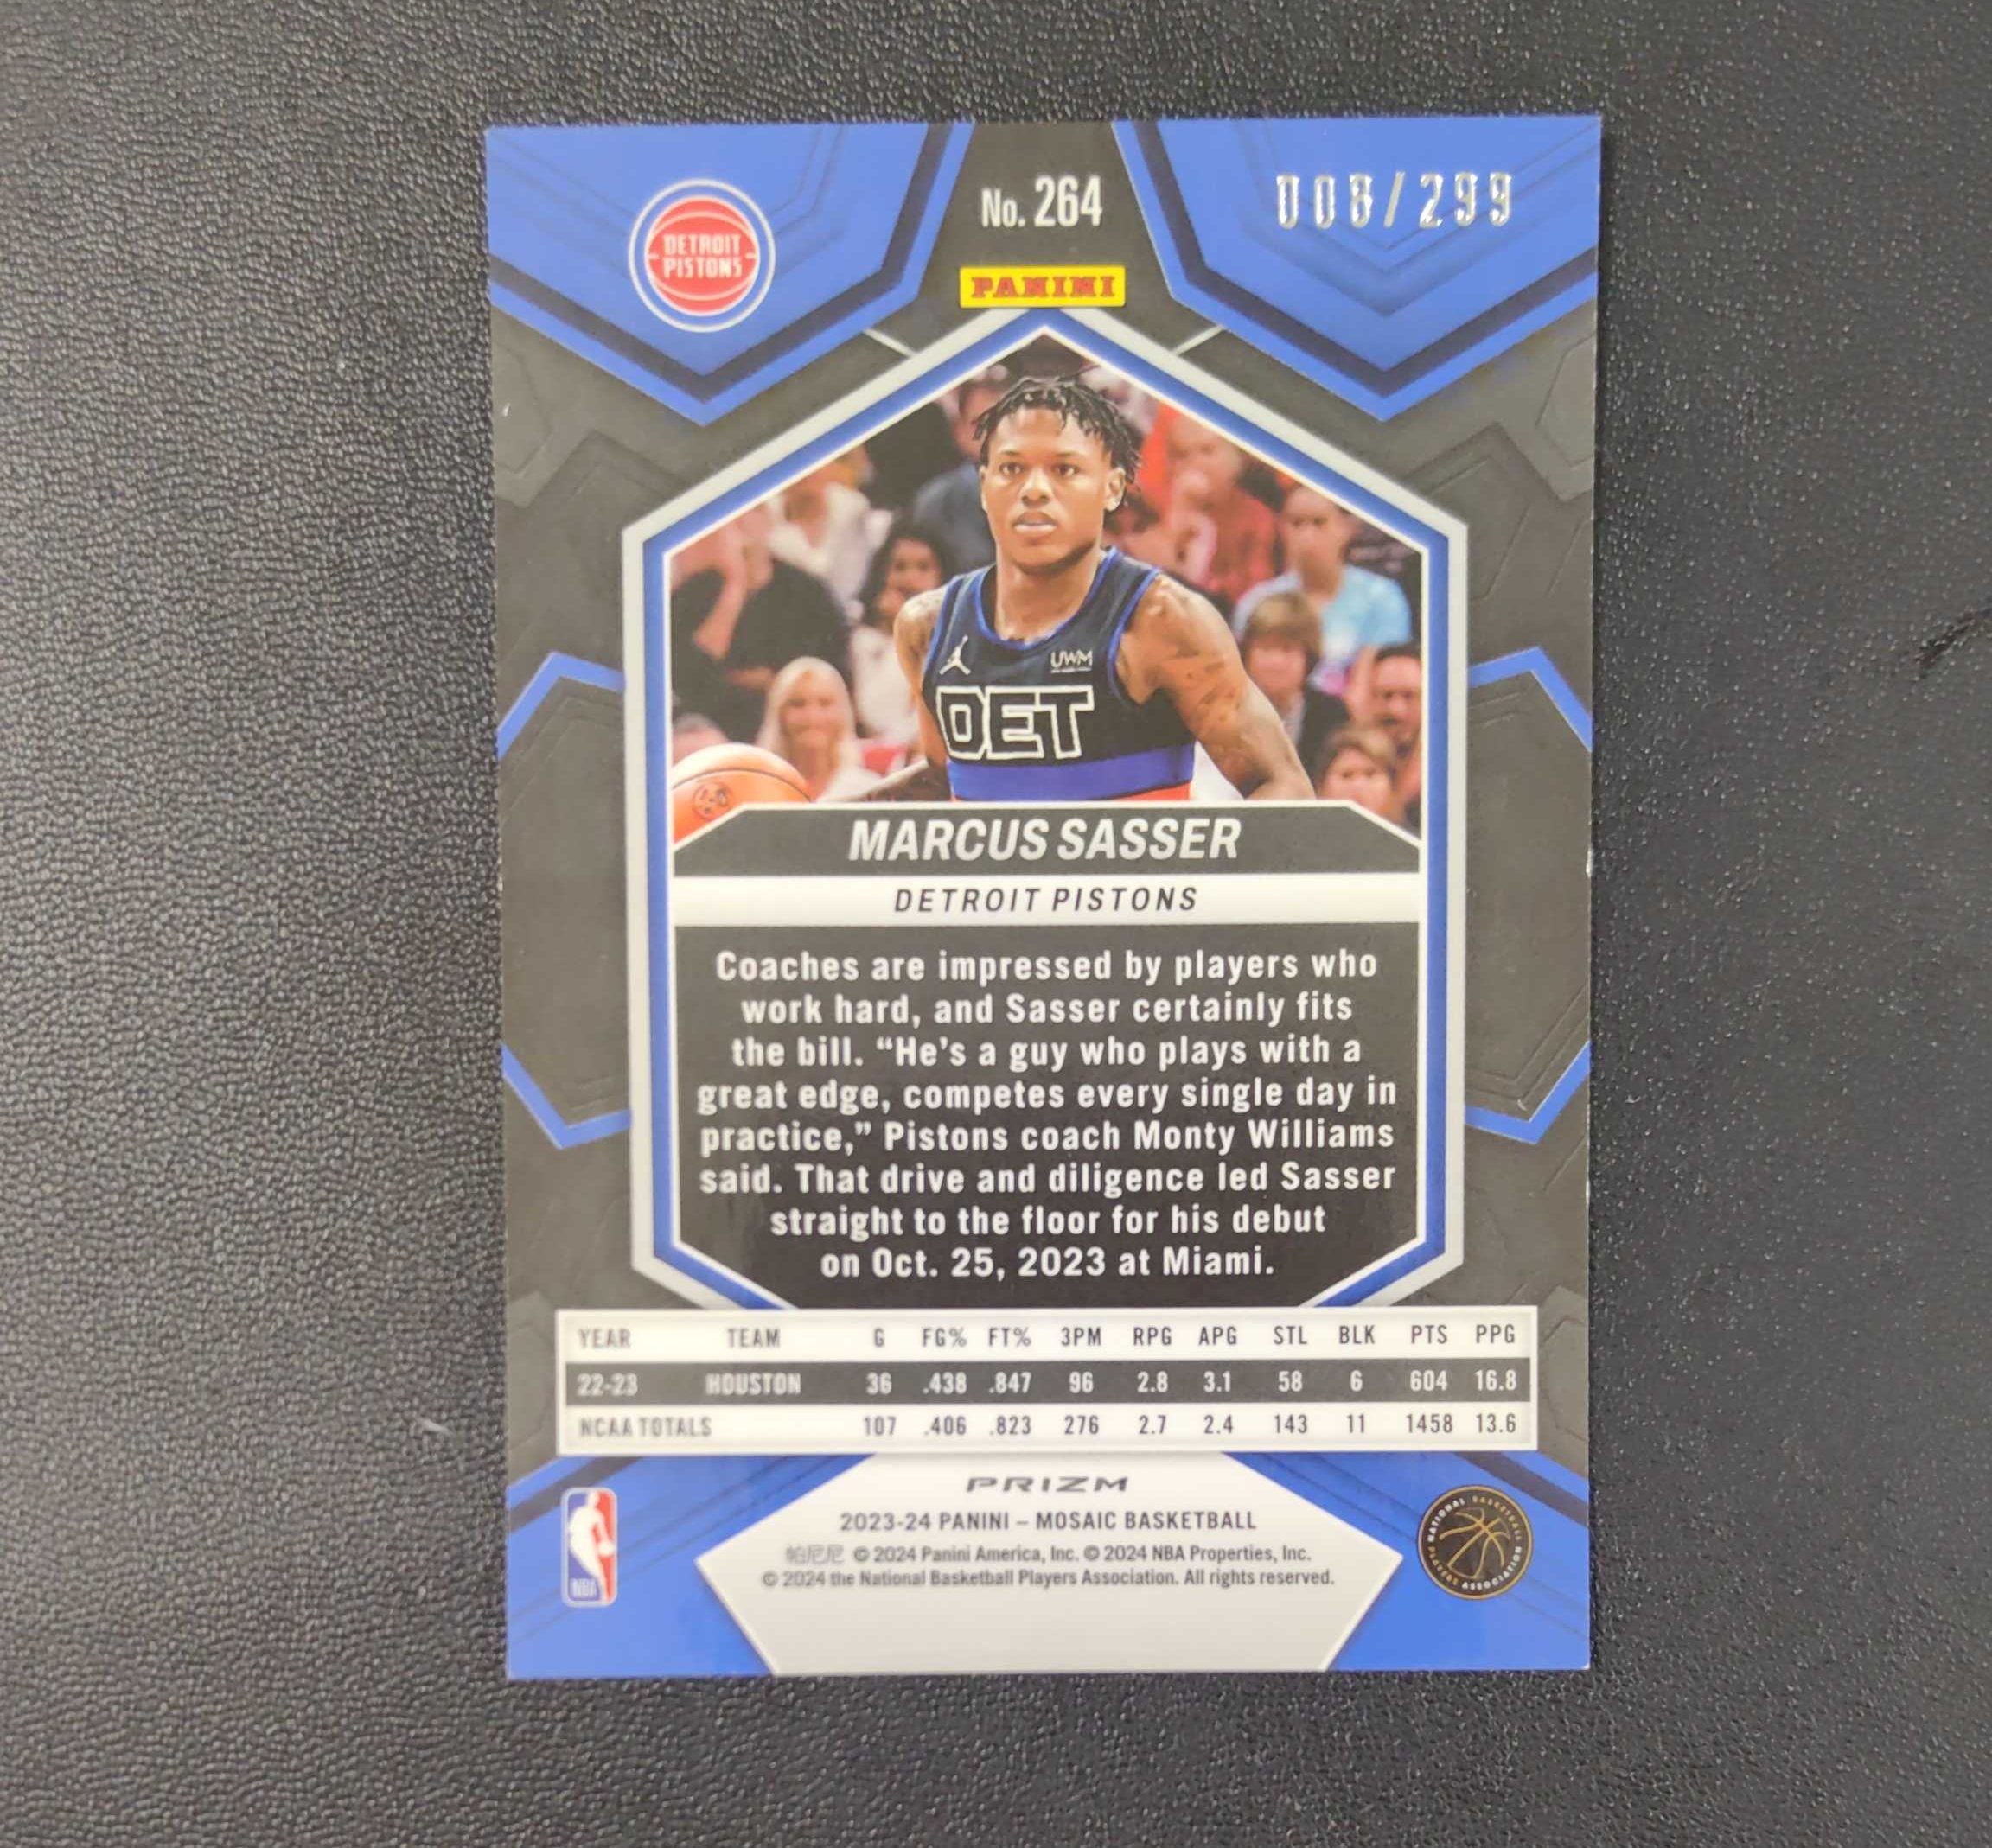 No. 264
008/299
DETROIT
PISTONS
PANINI
UWM
DET
MARCUS SASSER
DETROIT PISTONS
Coaches are impressed by players who
work hard, and Sasser certainly fits
the bill. “He's a guy who plays with a
great edge, competes every single day in
practice,” Pistons coach Monty Williams
said. That drive and diligence led Sasser
straight to the floor for his debut
on Oct. 25, 2023 at Miami.
YEAR TEAM G FG% FT% 3PM RPG APG STL BLK PTS PPG
22-23 HOUSTON 36 .438 .847 96 2.8 3.1 58 6 604 16.8
NCAA TOTALS 107 .406 .823 276 2.7 2.4 143 11 1458 13.6
PRIZM
2023-24 PANINI – MOSAIC BASKETBALL
帕尼尼 © 2024 Panini America, Inc. © 2024 NBA Properties, Inc.
© 2024 the National Basketball Players Association. All rights reserved.
NBA
NATIONAL BASKETBALL PLAYERS ASSOCIATION